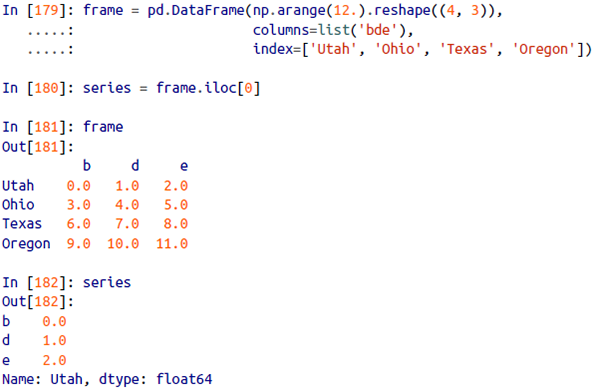 In [179]: frame = pd.DataFrame(np.arange(12.).reshape((4, 3)),
   .....:                      columns=list('bde'),
   .....:                      index=['Utah', 'Ohio', 'Texas', 'Oregon'])
In [180]: series = frame.iloc[0]
In [181]: frame
Out[181]:
          b     d     e
Utah    0.0   1.0   2.0
Ohio    3.0   4.0   5.0
Texas   6.0   7.0   8.0
Oregon  9.0  10.0  11.0
In [182]: series
Out[182]:
b    0.0
d    1.0
e    2.0
Name: Utah, dtype: float64